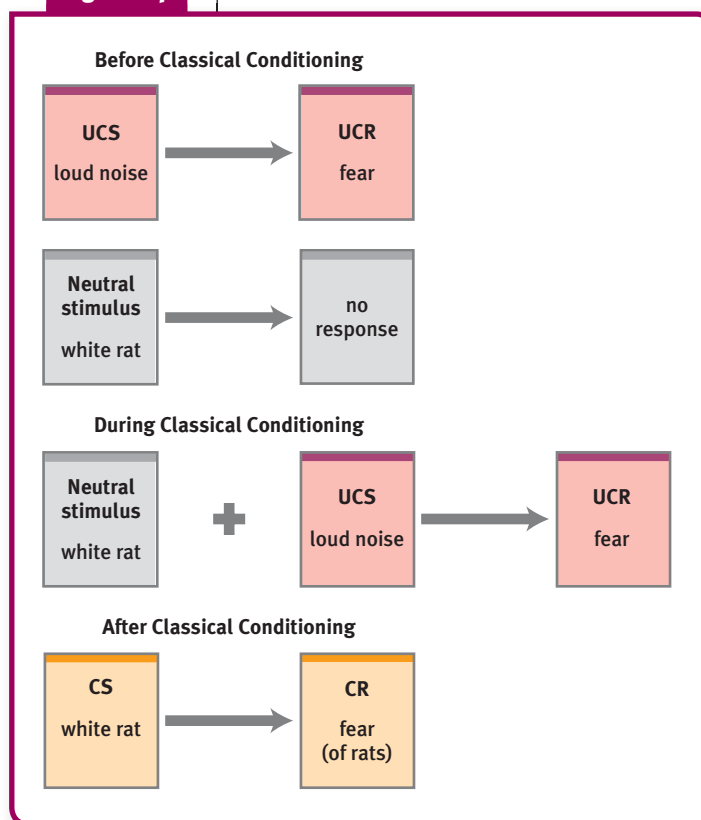 Before Classical Conditioning
UCS
loud noise
UCR
fear
Neutral
stimulus
white rat
no
response
During Classical Conditioning
Neutral
stimulus
white rat
UCS
loud noise
UCR
fear
After Classical Conditioning
CS
white rat
CR
fear
(of rats)